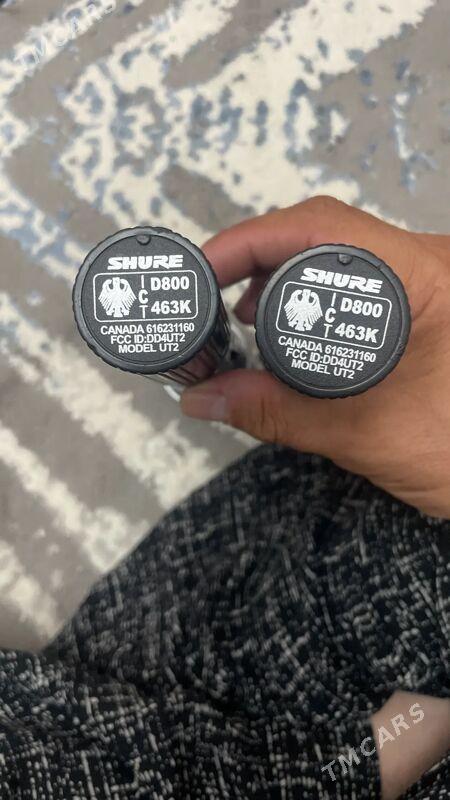 TMCARS
SHURE
I
C
T
D800
463K
CANADA 616231160
FCC ID:DD4UT2
MODEL UT2
SHURE
I
C
T
D800
463K
CANADA 616231160
FCC ID:DD4UT2
MODEL UT2
TMCARS